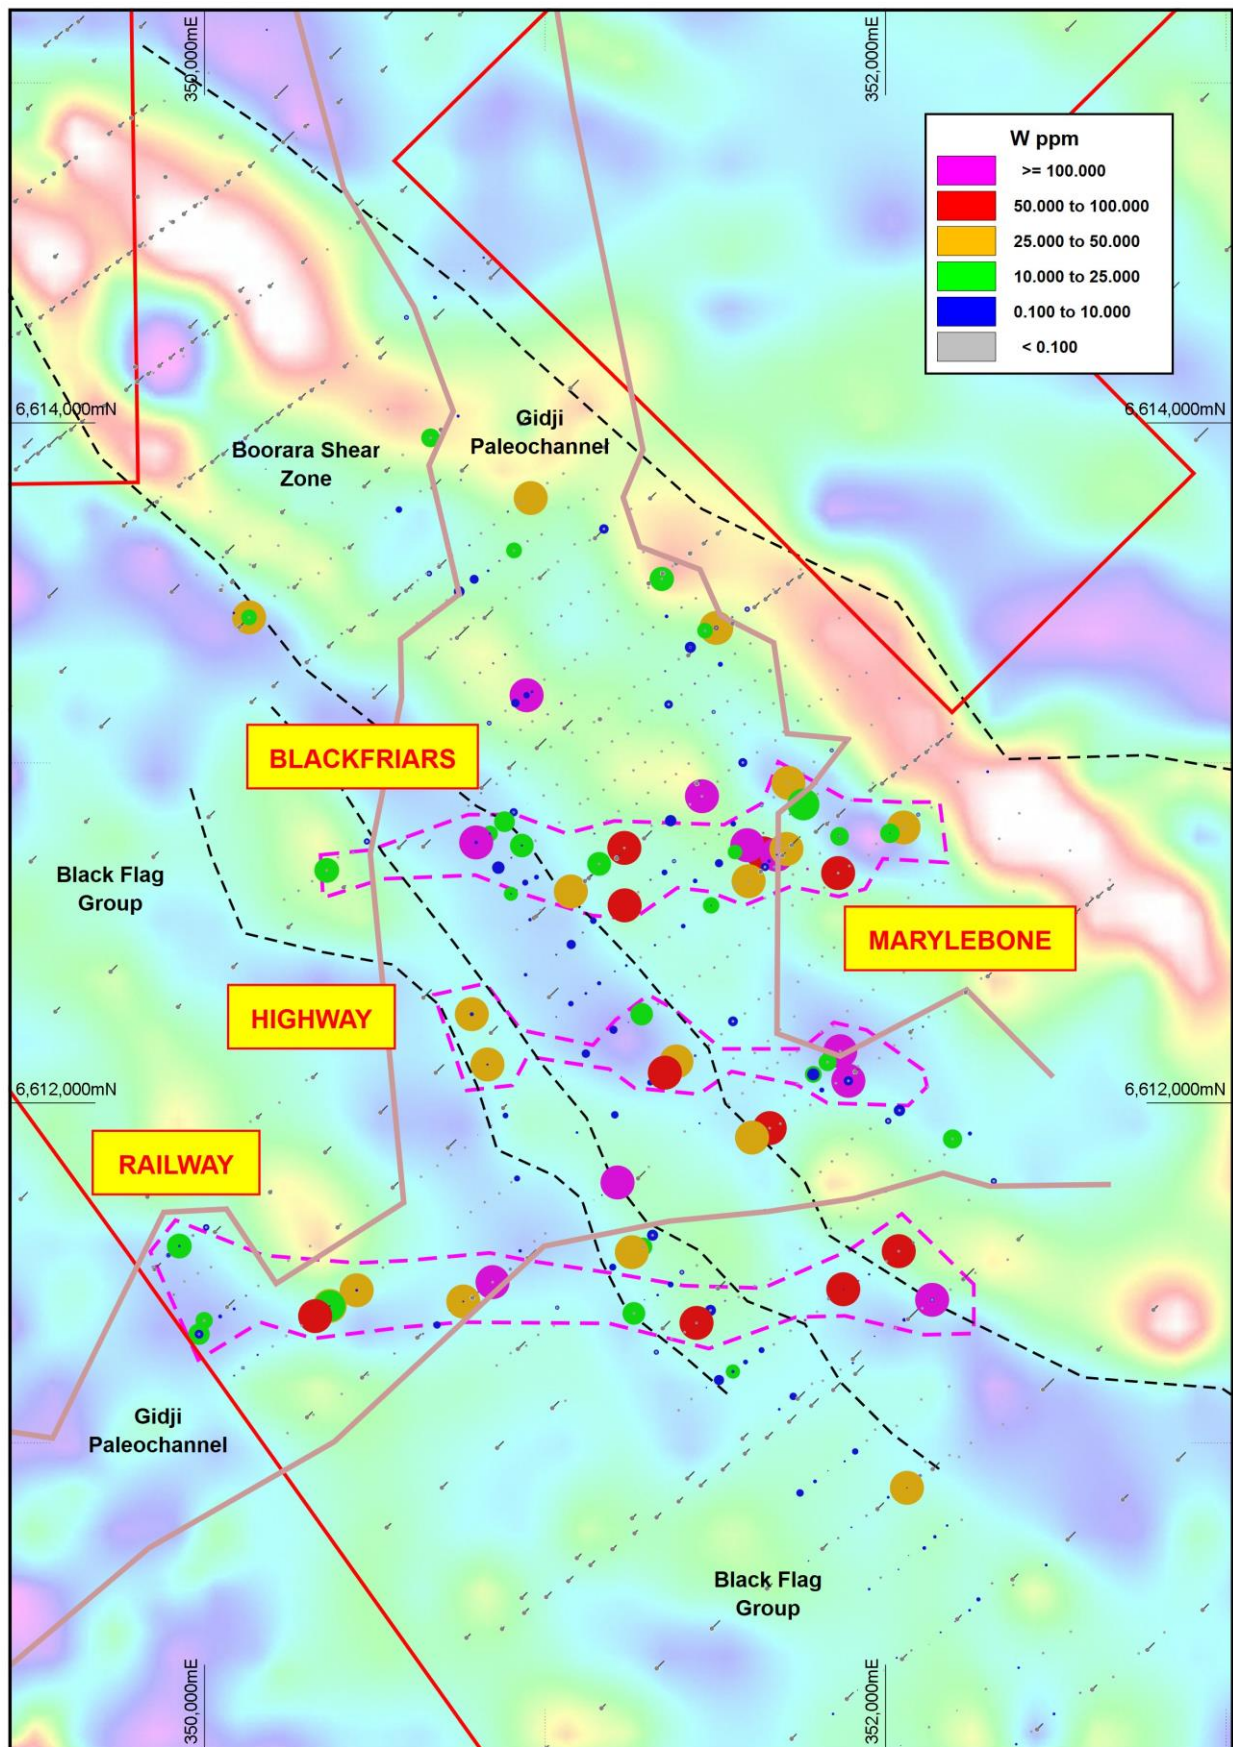 350,000mE
352,000mE
W ppm
>= 100.000
50.000 to 100.000
25.000 to 50.000
10.000 to 25.000
0.100 to 10.000
< 0.100
6,614,000mN
6,614,000mN
Gidji
Paleochannel
Boorara Shear
Zone
BLACKFRIARS
Black Flag
Group
MARYLEBONE
HIGHWAY
6,612,000mN
6,612,000mN
RAILWAY
Gidji
Paleochannel
Black Flag
Group
350,000mE
352,000mE